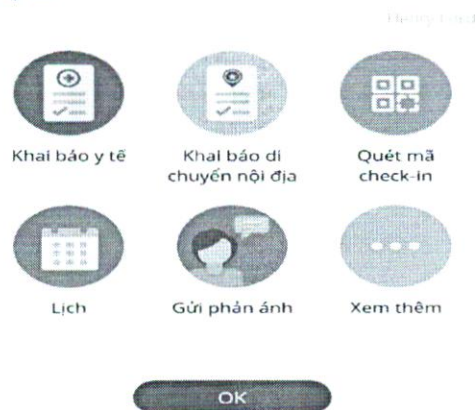 Khai báo y tế
Khai báo di
chuyển nội địa
Quét mã
check-in
Lịch
Gửi phản ánh
Xem thêm
OK